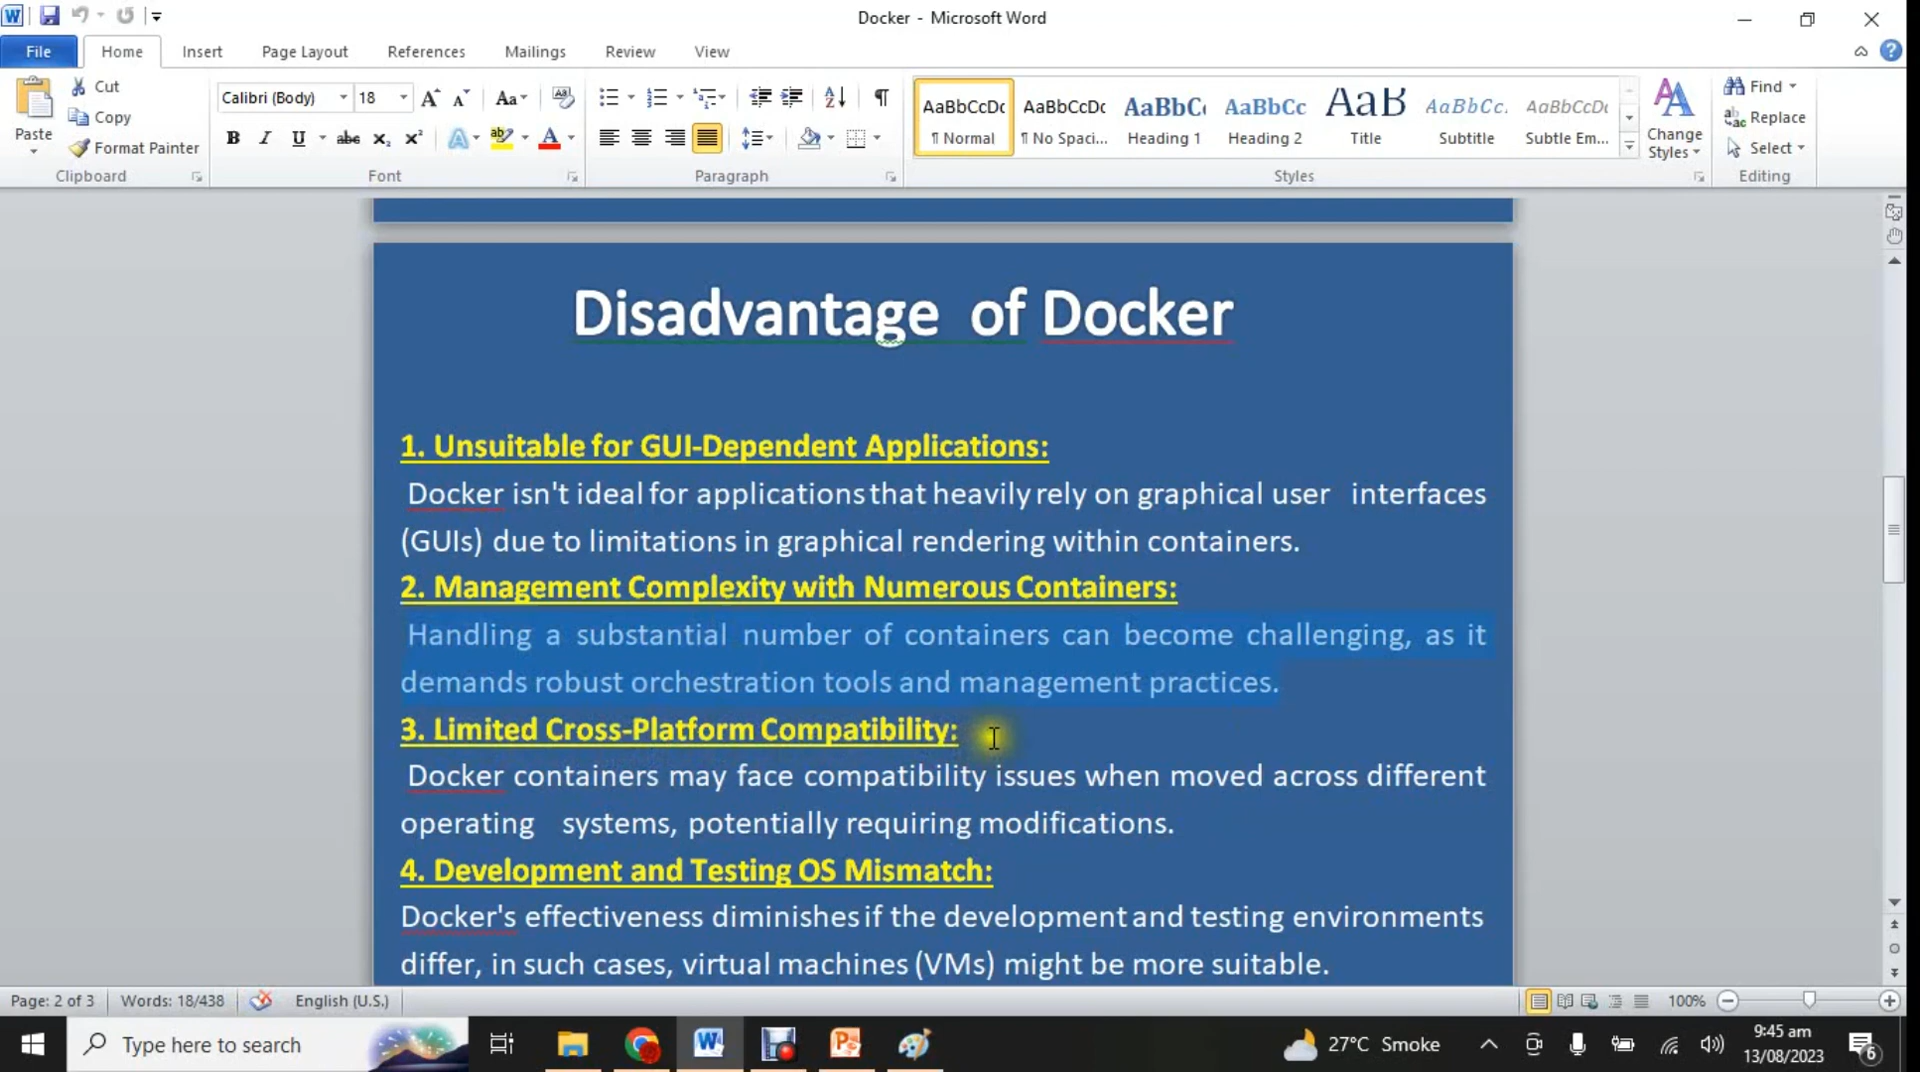 Docker - Microsoft Word
File Home Insert Page Layout References Mailings Review View
Paste
Cut
Copy
Format Painter
Clipboard
Calibri (Body) 18
Font
Paragraph
AaBbCcDc AaBbCcDc AaBbC AaBbCc AaB AaBbCc. AaBbCcDc
¶ Normal ¶ No Spaci... Heading 1 Heading 2 Title Subtitle Subtle Em...
Change Styles
Styles
Find
Replace
Select
Editing
Disadvantage of Docker
1. Unsuitable for GUI-Dependent Applications:
Docker isn't ideal for applications that heavily rely on graphical user interfaces
(GUIs) due to limitations in graphical rendering within containers.
2. Management Complexity with Numerous Containers:
Handling a substantial number of containers can become challenging, as it
demands robust orchestration tools and management practices.
3. Limited Cross-Platform Compatibility:
Docker containers may face compatibility issues when moved across different
operating systems, potentially requiring modifications.
4. Development and Testing OS Mismatch:
Docker's effectiveness diminishes if the development and testing environments
differ, in such cases, virtual machines (VMs) might be more suitable.
Page: 2 of 3 Words: 18/438 English (U.S.) 100%
Type here to search 27°C Smoke 9:45 am
13/08/2023
6